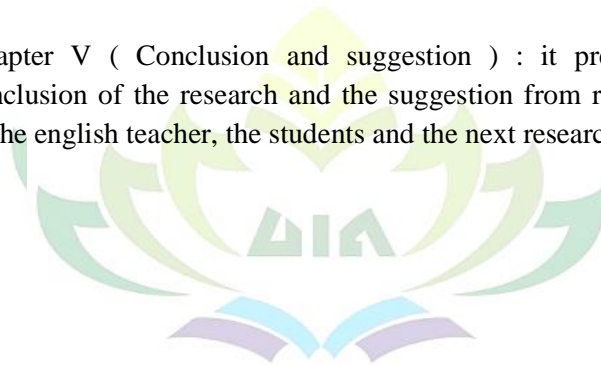 apter V ( Conclusion and suggestion ) : it pr
nclusion of the research and the suggestion from r
he english teacher, the students and the next researc
UIN